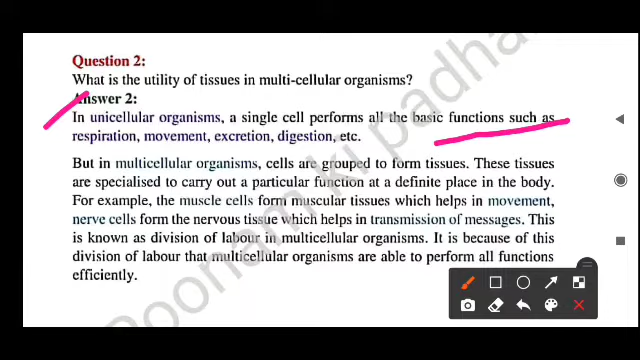 Question 2:
What is the utility of tissues in multi-cellular organisms?
Answer 2:
In unicellular organisms, a single cell performs all the basic functions such as
respiration, movement, excretion, digestion, etc.
But in multicellular organisms, cells are grouped to form tissues. These tissues
are specialised to carry out a particular function at a definite place in the body.
For example, the muscle cells form muscular tissues which helps in movement,
nerve cells form the nervous tissue which helps in transmission of messages. This
is known as division of labour in multicellular organisms. It is because of this
division of labour that multicellular organisms are able to perform all functions
efficiently.
Poonam ki padhai